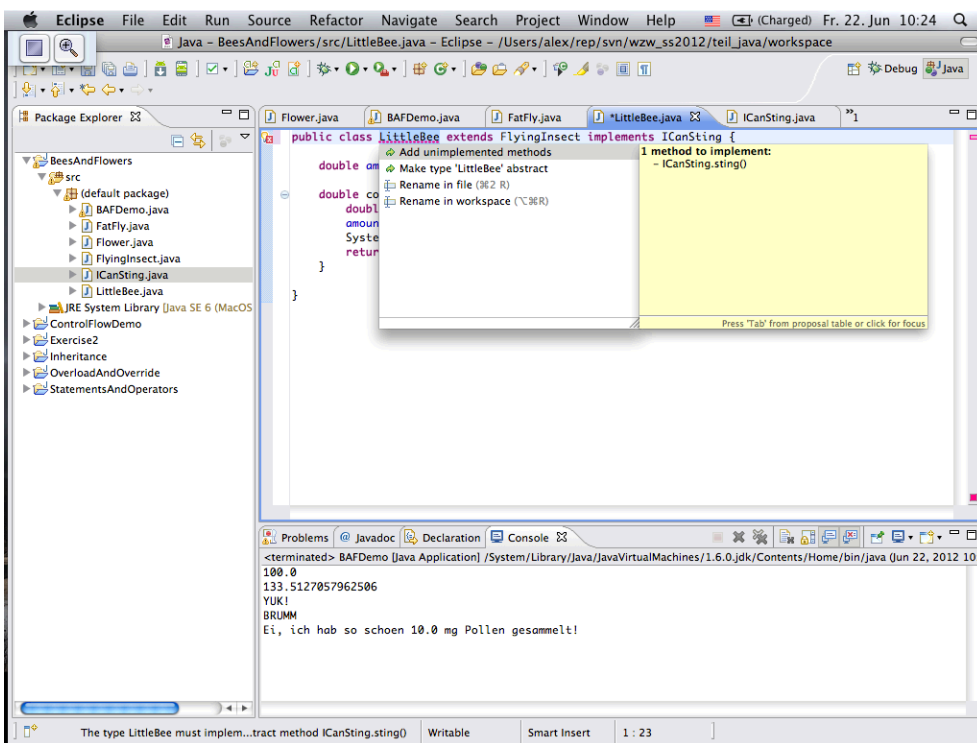 Eclipse File Edit Run Source Refactor Navigate Search Project Window Help (Charged) Fr. 22. Jun 10:24
Java – BeesAndFlowers/src/LittleBee.java – Eclipse – /Users/alex/rep/svn/wzw_ss2012/teil_java/workspace
Debug Java
Package Explorer
BeesAndFlowers
src
(default package)
BAFDemo.java
FatFly.java
Flower.java
FlyingInsect.java
ICanSting.java
LittleBee.java
JRE System Library [Java SE 6 (MacOS
ControlFlowDemo
Exercise2
Inheritance
OverloadAndOverride
StatementsAndOperators
Flower.java BAFDemo.java FatFly.java *LittleBee.java ICanSting.java »1
public class LittleBee extends FlyingInsect implements ICanSting {
double am
double co
doubl
amoun
Syste
retur
}
}
Add unimplemented methods
Make type 'LittleBee' abstract
Rename in file (⌘2 R)
Rename in workspace (⌥⌘R)
1 method to implement:
– ICanSting.sting()
Press 'Tab' from proposal table or click for focus
Problems @ Javadoc Declaration Console
<terminated> BAFDemo [Java Application] /System/Library/Java/JavaVirtualMachines/1.6.0.jdk/Contents/Home/bin/java (Jun 22, 2012 10
100.0
133.5127057962506
YUK!
BRUMM
Ei, ich hab so schoen 10.0 mg Pollen gesammelt!
The type LittleBee must implem...tract method ICanSting.sting() Writable Smart Insert 1 : 23